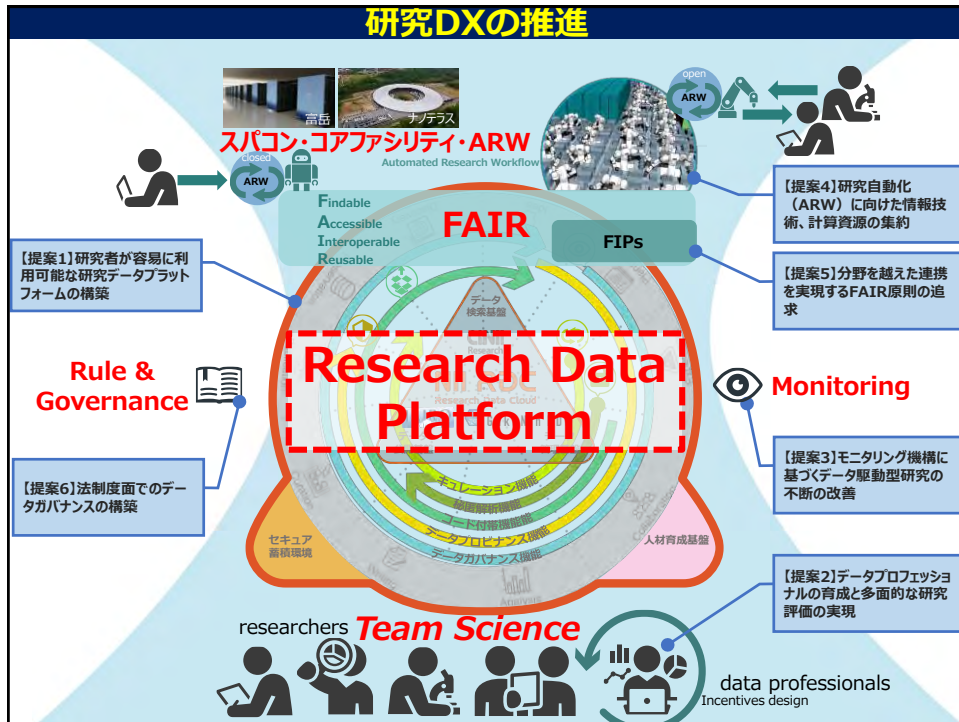 研究DXの推進
富岳
ナノテラス
スパコン・コアファシリティ・ARW
Automated Research Workflow
closed
ARW
open
ARW
Findable
Accessible
Interoperable
Reusable
FAIR
FIPs
【提案4】研究自動化
（ARW）に向けた情報技
術、計算資源の集約
【提案1】研究者が容易に利
用可能な研究データプラット
フォームの構築
【提案5】分野を越えた連携
を実現するFAIR原則の追
求
データ
検索基盤
CiNii
Research
Research Data
Platform
Research Data Cloud
Rule &
Governance
Monitoring
【提案6】法制度面でのデー
タガバナンスの構築
【提案3】モニタリング機構に
基づくデータ駆動型研究の
不断の改善
キュレーション機能
秘匿解析機能
コード付帯機能
データプロビナンス機能
データガバナンス機能
セキュア
蓄積環境
人材育成基盤
【提案2】データプロフェッショ
ナルの育成と多面的な研究
評価の実現
researchers
Team Science
data professionals
Incentives design